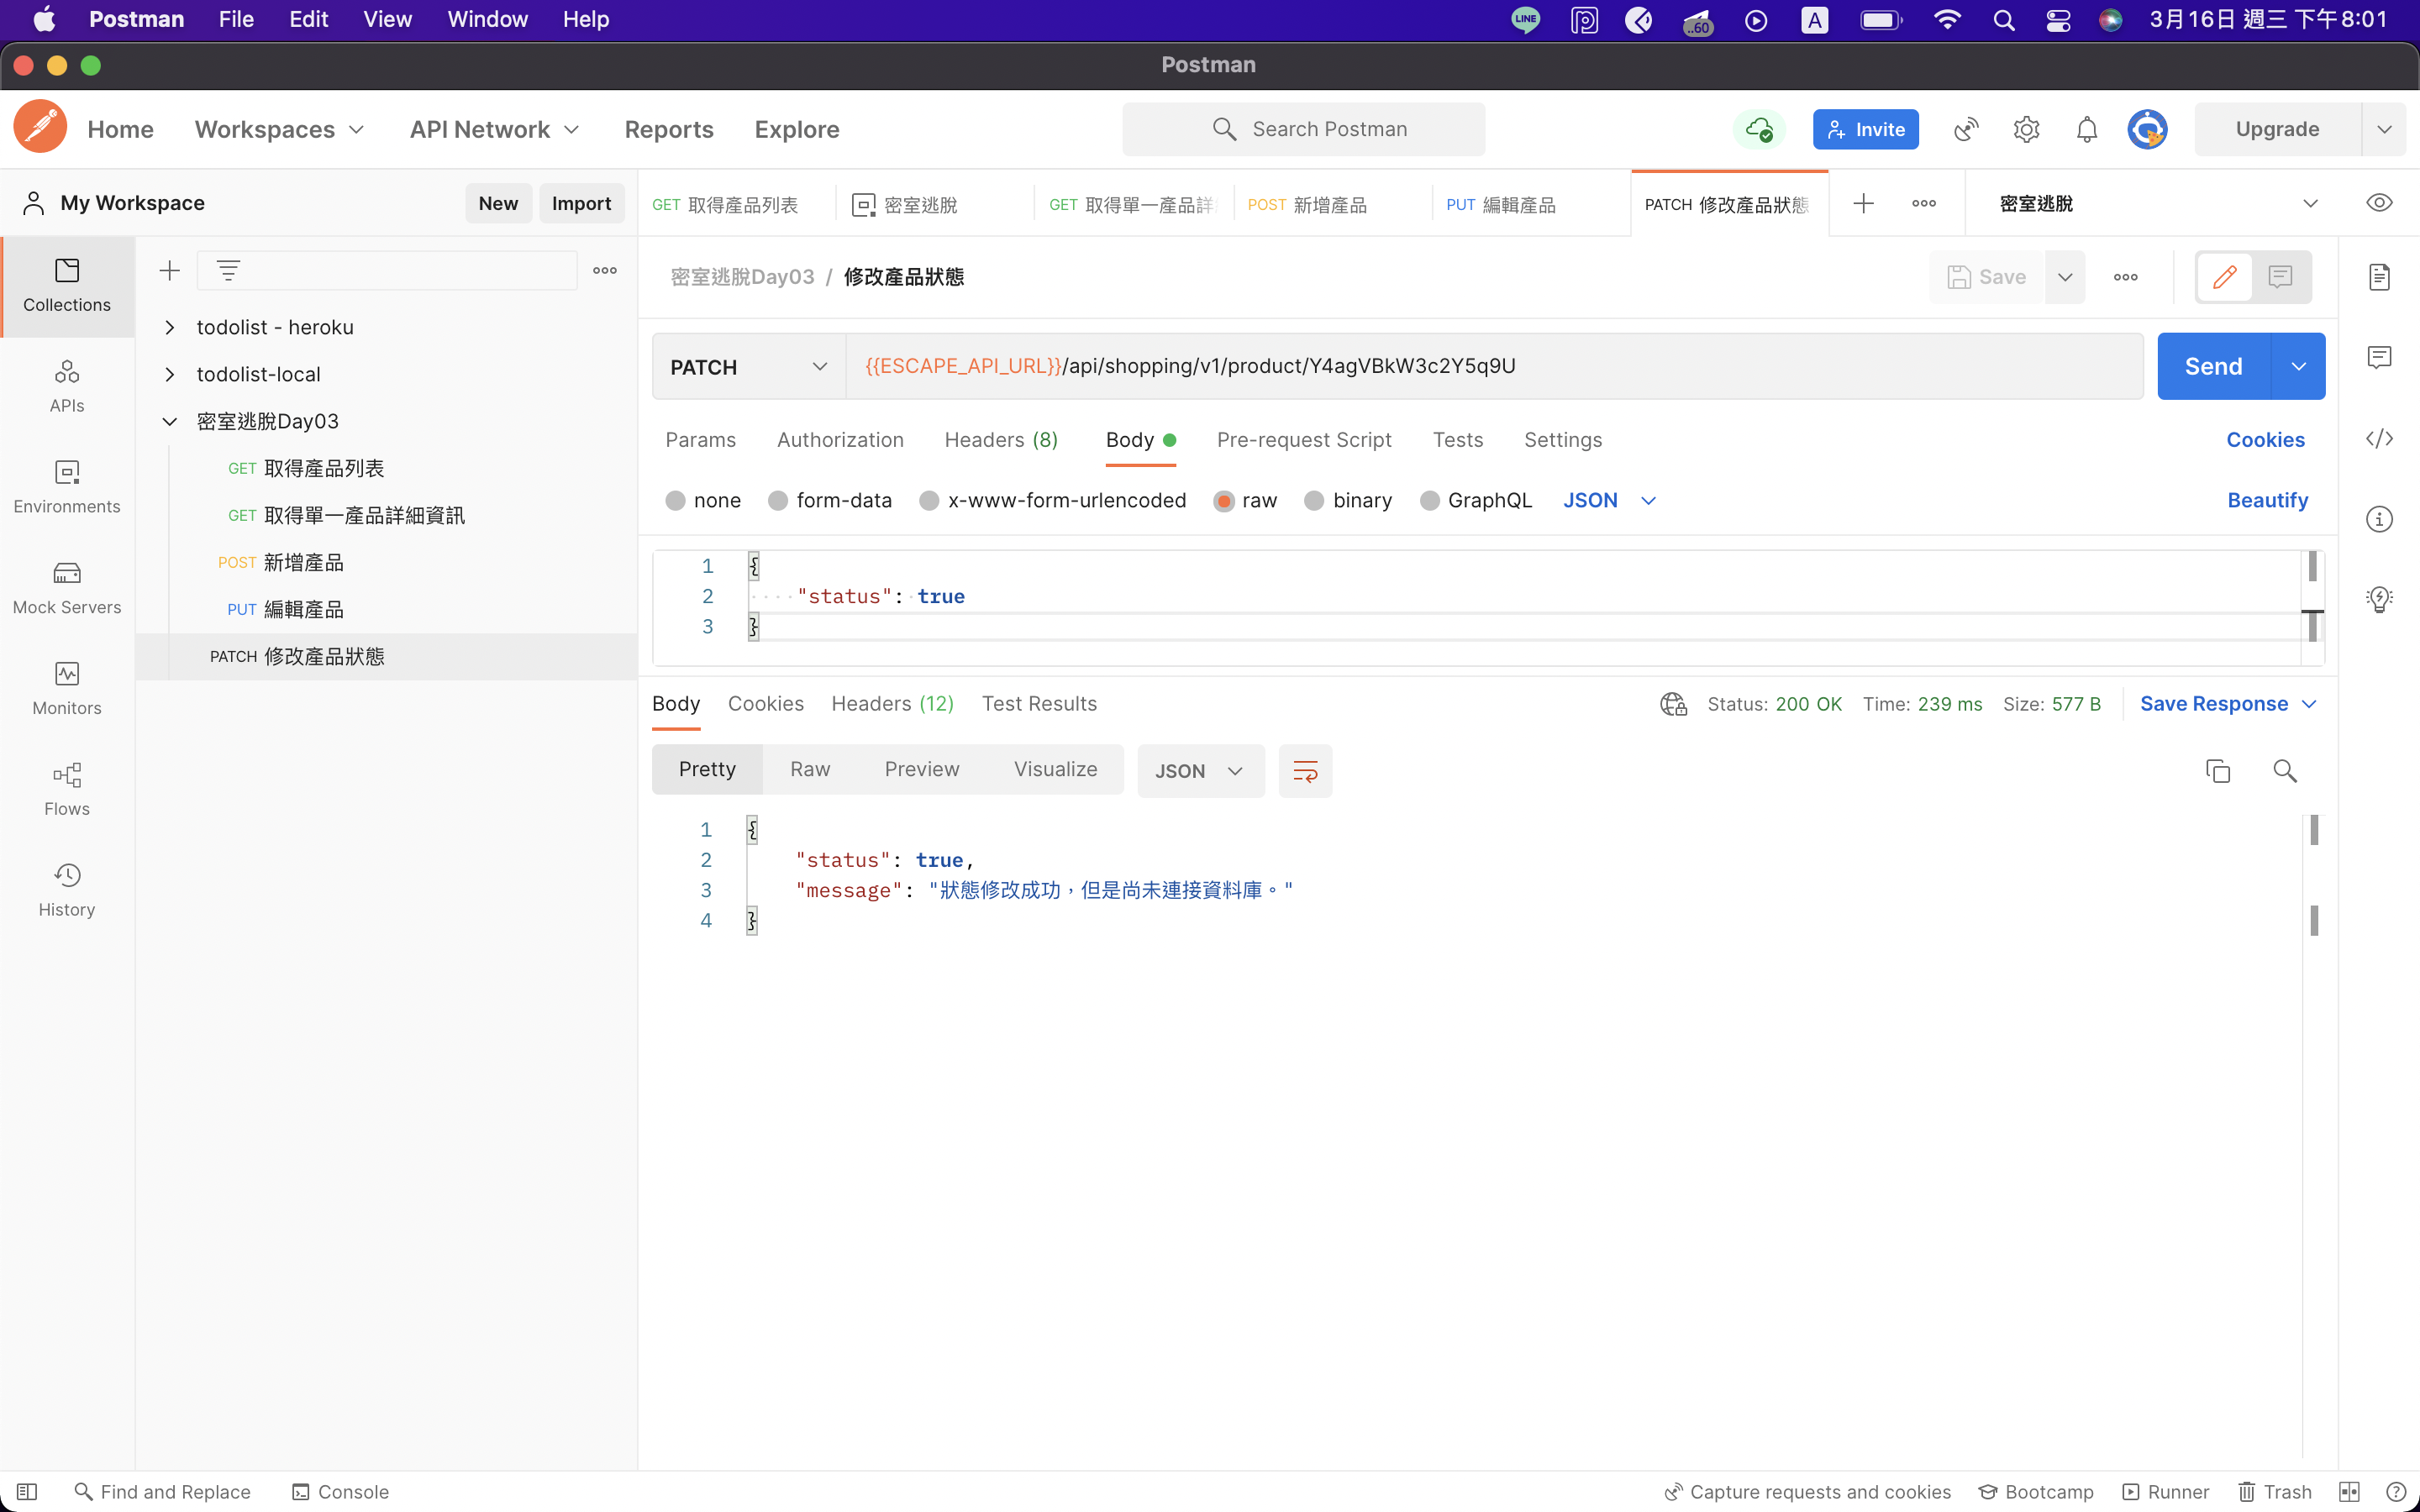 Postman File Edit View Window Help
LINE ..60 A 3月16日 週三 下午8:01
Postman
Home Workspaces API Network Reports Explore Search Postman Invite Upgrade
My Workspace New Import
GET 取得產品列表 密室逃脫 GET 取得單一產品詳 POST 新增產品 PUT 編輯產品 PATCH 修改產品狀態 密室逃脫
Collections
APIs
Environments
Mock Servers
Monitors
Flows
History
todolist - heroku
todolist-local
密室逃脫Day03
GET 取得產品列表
GET 取得單一產品詳細資訊
POST 新增產品
PUT 編輯產品
PATCH 修改產品狀態
密室逃脫Day03 / 修改產品狀態 Save
PATCH {{ESCAPE_API_URL}}/api/shopping/v1/product/Y4agVBkW3c2Y5q9U Send
Params Authorization Headers (8) Body Pre-request Script Tests Settings Cookies
none form-data x-www-form-urlencoded raw binary GraphQL JSON Beautify
1 {
2 "status": true
3 }
Body Cookies Headers (12) Test Results Status: 200 OK Time: 239 ms Size: 577 B Save Response
Pretty Raw Preview Visualize JSON
1 {
2 "status": true,
3 "message": "狀態修改成功，但是尚未連接資料庫。"
4 }
Find and Replace Console Capture requests and cookies Bootcamp Runner Trash